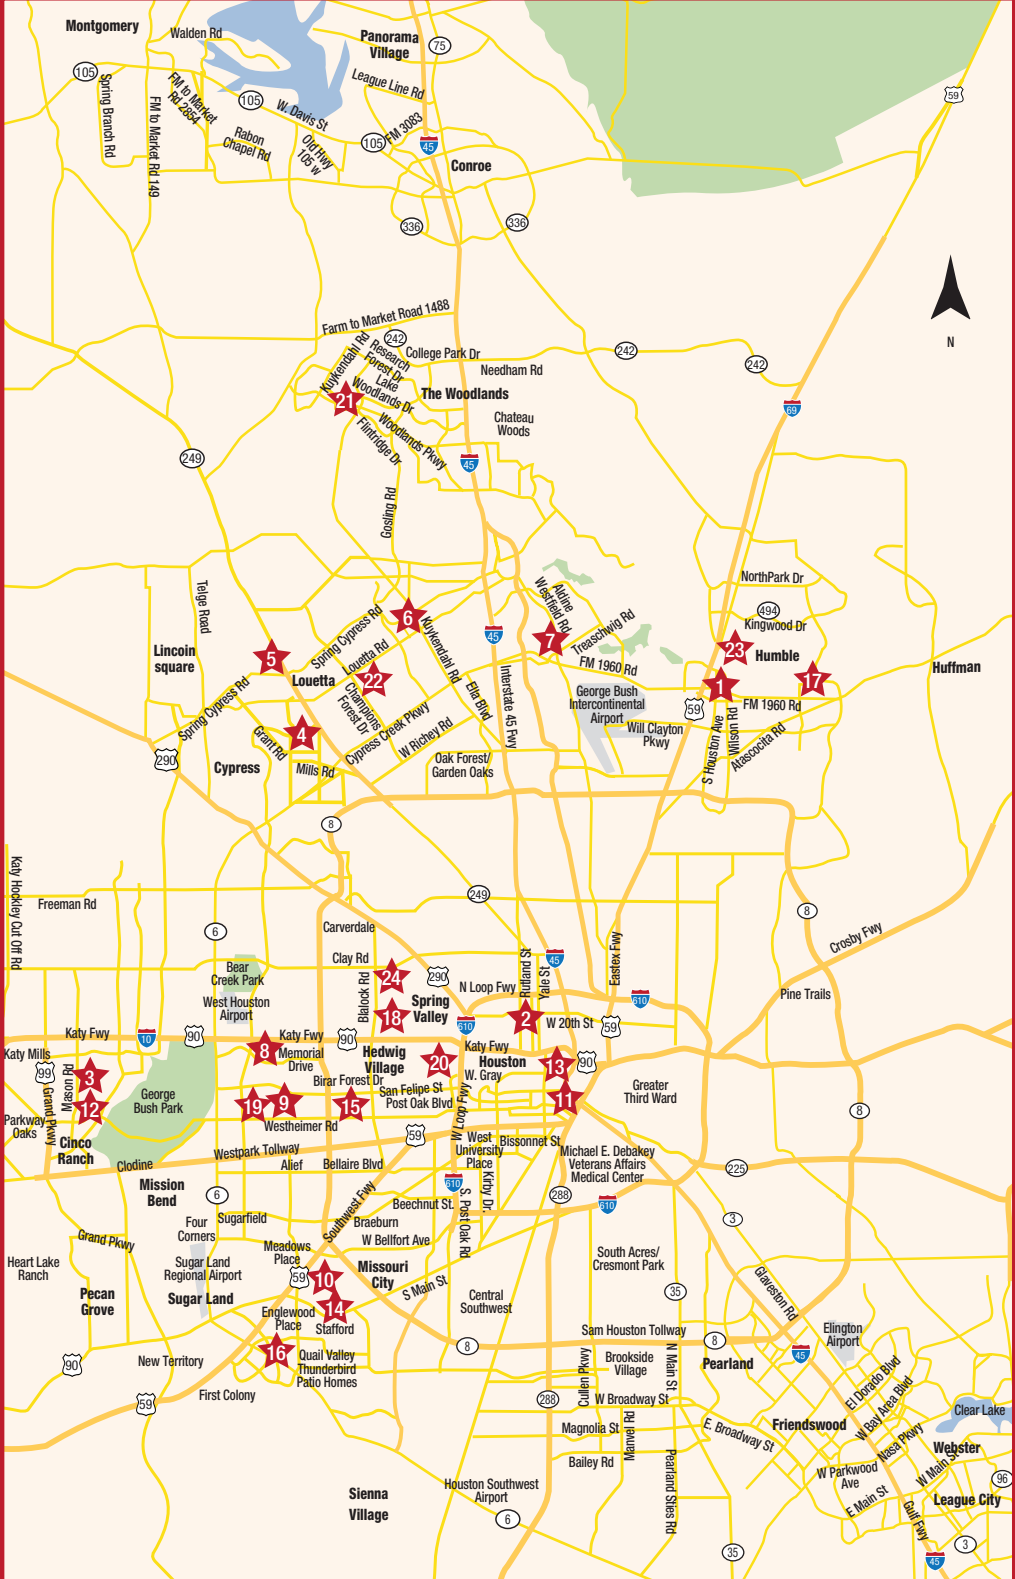 Montgomery
Walden Rd
Panorama
Village
75
105
League Line Rd
Spring Branch Rd
FM to Market Rd 149
FM to Market
Rd 2854
105
W. Davis St
59
Rabon
Chapel Rd
Old Hwy
105 w
105
FM 3083
45
Conroe
336
336
Farm to Market Road 1488
N
242
College Park Dr
242
242
Needham Rd
Kuykendahl Rd
Research
Forest Dr
Lake
Woodlands Dr
21
The Woodlands
69
Chateau
Woods
Woodlands Pkwy
Flintridge Dr
249
45
Gosling Rd
NorthPark Dr
Telge Road
Aldine
Westfield Rd
494
Kingwood Dr
6
Spring Cypress Rd
Kuykendahl Rd
45
7
Treaschwig Rd
23
Humble
Lincoin
square
5
Louetta Rd
FM 1960 Rd
Huffman
Louetta
22
17
1
Spring Cypress Rd
Champions
Forest Dr
Ella Blvd
Interstate 45 Fwy
George Bush
Intercontinental
Airport
59
FM 1960 Rd
Cypress Creek Pkwy
W Richey Rd
Will Clayton
Pkwy
S Houston Ave
Wilson Rd
Atascocita Rd
4
Grant Rd
290
Cypress
Mills Rd
Oak Forest/
Garden Oaks
8
Katy Hockley Cut Off Rd
249
Freeman Rd
8
6
Carverdale
Crosby Fwy
Eastex Fwy
Clay Rd
Rutland St
Yale St
45
Bear
Creek Park
24
290
Blalock Rd
N Loop Fwy
610
Pine Trails
West Houston
Airport
Spring
Valley
18
2
W 20th St
59
610
Katy Fwy
10
90
Katy Fwy
90
Katy Fwy
8
Memorial
Drive
Hedwig
Village
20
Houston
13
90
Katy Mills
99
3
Mason Rd
W. Gray
Birar Forest Dr
San Felipe St
Post Oak Blvd
Greater
Third Ward
George
Bush Park
12
19
9
15
11
8
Grand Pkwy
Parkway
Oaks
Westheimer Rd
W Loop Fwy
59
Cinco
Ranch
Westpark Tollway
West
University
Place
Bissonnet St
Clodine
Alief
Bellaire Blvd
Michael E. Debakey
Veterans Affairs
Medical Center
225
Mission
Bend
6
610
Kirby Dr.
288
610
Southwest Fwy
Beechnut St.
S. Post Oak Rd
Four
Corners
Sugarfield
Braeburn
3
Grand Pkwy
W Bellfort Ave
Meadows
Place
Heart Lake
Ranch
Sugar Land
Regional Airport
59
10
Missouri
City
South Acres/
Cresmont Park
Galveston Rd
Pecan
Grove
Sugar Land
S Main St
Central
Southwest
35
14
Englewood
Place
Stafford
Sam Houston Tollway
Elington
Airport
8
8
16
45
90
New Territory
Quail Valley
Thunderbird
Patio Homes
Cullen Pkwy
Brookside
Village
N Main St
Pearland
59
First Colony
288
W Broadway St
El Dorado Blvd
W Bay Area Blvd
Clear Lake
Magnolia St
Manvel Rd
E. Broadway St
Friendswood
Nasa Pkwy
Webster
Bailey Rd
W Parkwood
Ave
W Main St
96
Pearland Sites Rd
E Main St
League City
Sienna
Village
Houston Southwest
Airport
6
Gulf Fwy
3
35
45